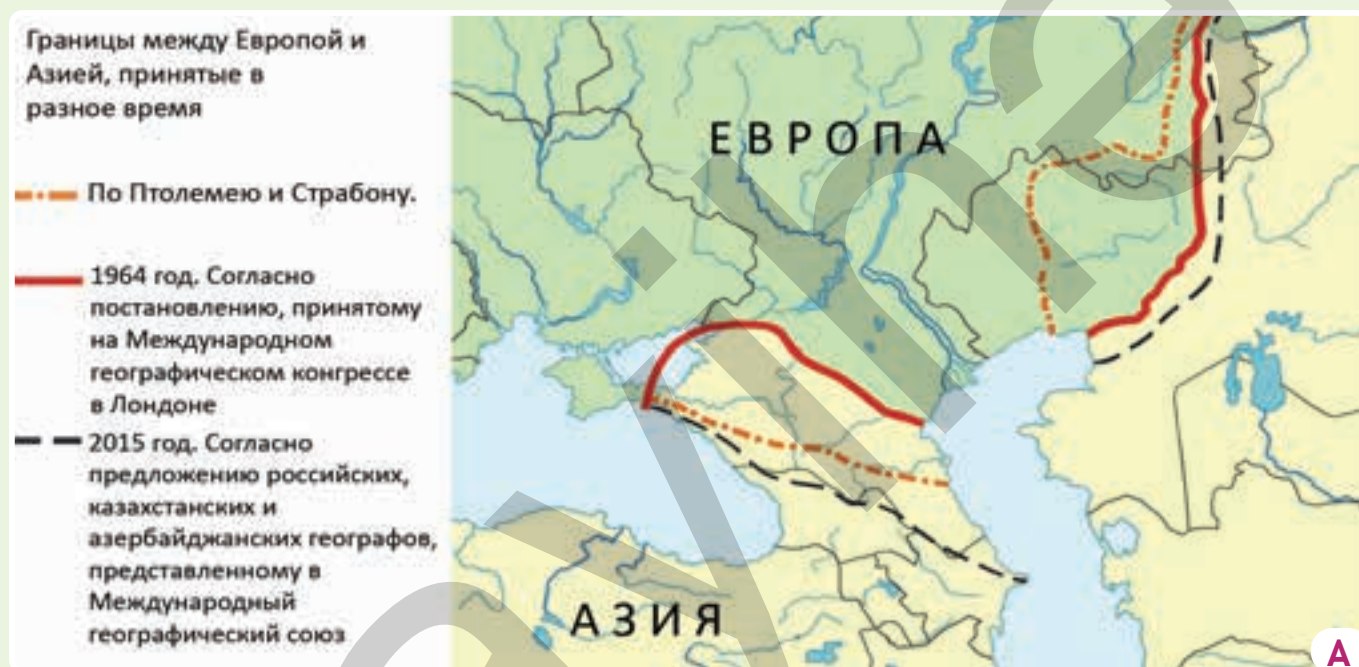 Границы между Европой и
Азией, принятые в
разное время
По Птолемею и Страбону.
1964 год. Согласно
постановлению, принятому
на Международном
географическом конгрессе
в Лондоне
2015 год. Согласно
предложению российских,
казахстанских и
азербайджанских географов,
представленному в
Международный
географический союз
ЕВРОПА
АЗИЯ
А